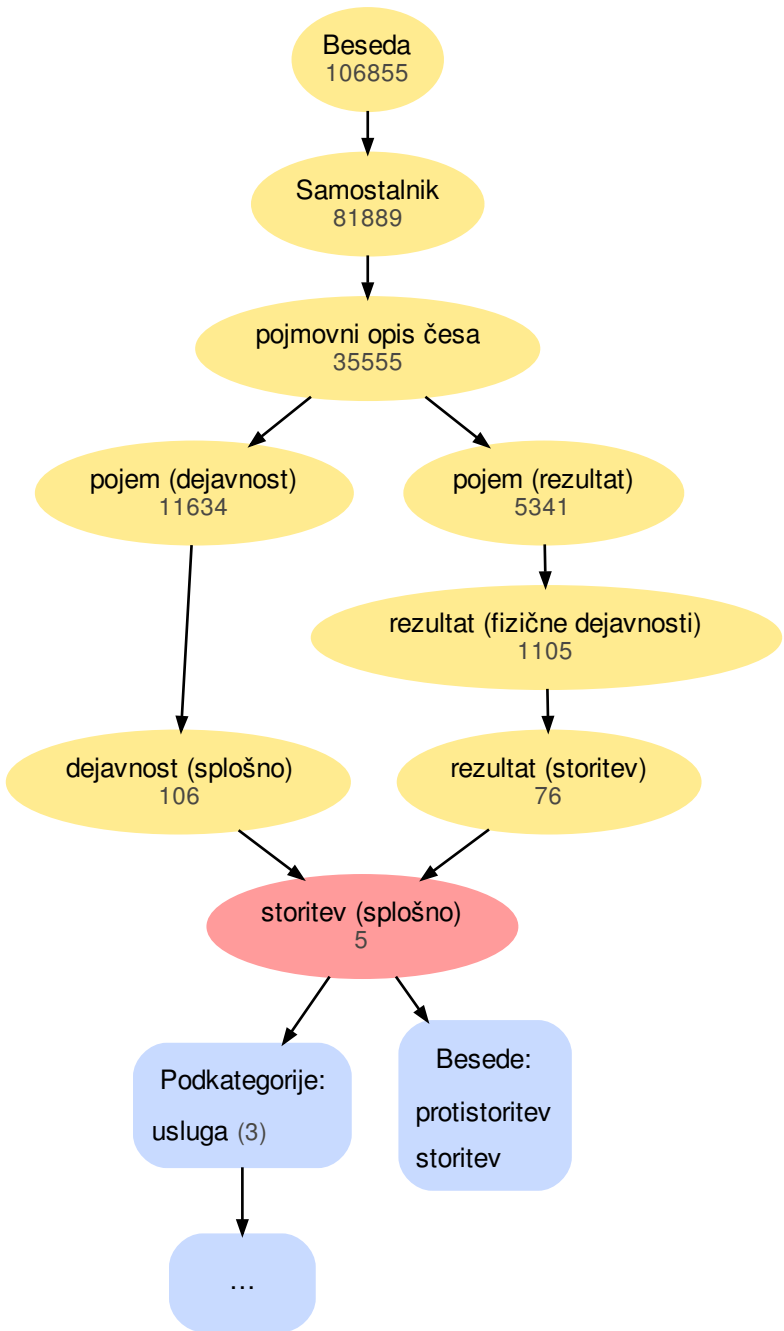 Beseda
106855
Samostalnik
81889
pojmovni opis česa
35555
pojem (dejavnost)
11634
pojem (rezultat)
5341
rezultat (fizične dejavnosti)
1105
dejavnost (splošno)
106
rezultat (storitev)
76
storitev (splošno)
5
Podkategorije:
usluga (3)
Besede:
protistoritev
storitev
...